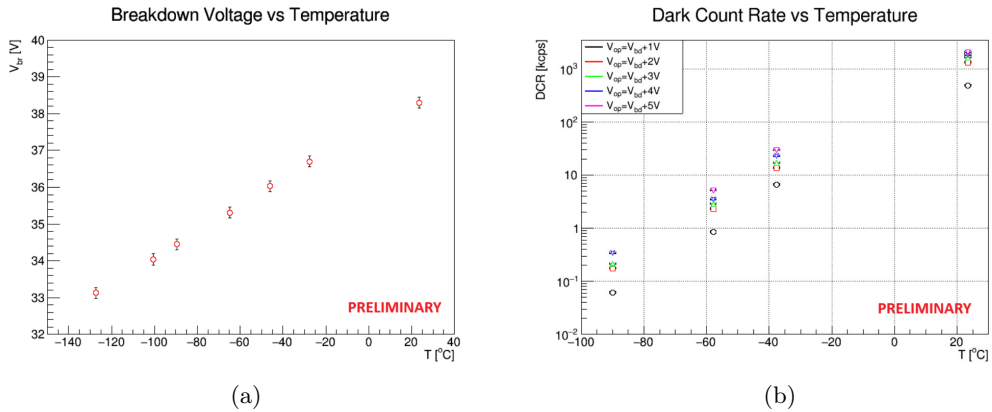 Breakdown Voltage vs Temperature
V_br [V]
40
39
38
37
36
35
34
33
32
−140 −120 −100 −80 −60 −40 −20 0 20 40
T [°C]
PRELIMINARY
(a)
Dark Count Rate vs Temperature
DCR [kcps]
V_op=V_bd+1V
V_op=V_bd+2V
V_op=V_bd+3V
V_op=V_bd+4V
V_op=V_bd+5V
10³
10²
10
1
10⁻¹
10⁻²
−100 −80 −60 −40 −20 0 20
T [°C]
PRELIMINARY
(b)